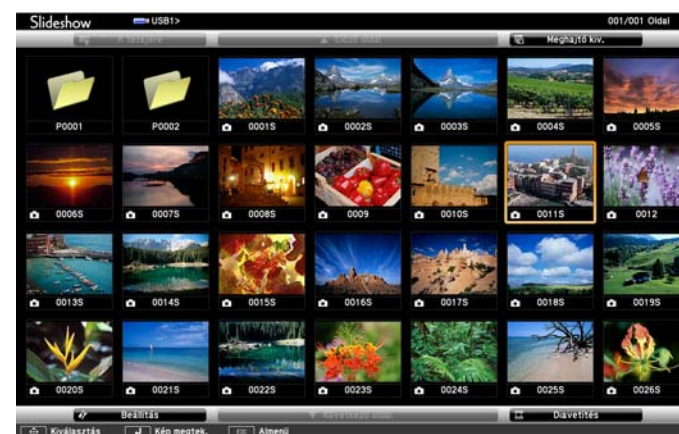 Slideshow USB1> 001/001 Oldal
A tetejére Előző oldal Meghajtó kiv.
P0001 P0002 0001S 0002S 0003S 0004S 0005S
0006S 0007S 0008S 0009 0010S 0011S 0012
0013S 0014S 0015S 0016S 0017S 0018S 0019S
0020S 0021S 0022S 0023S 0024S 0025S 0026S
Beállítás Következő oldal Diavetítés
Kiválasztás Kép megtek. Almenü